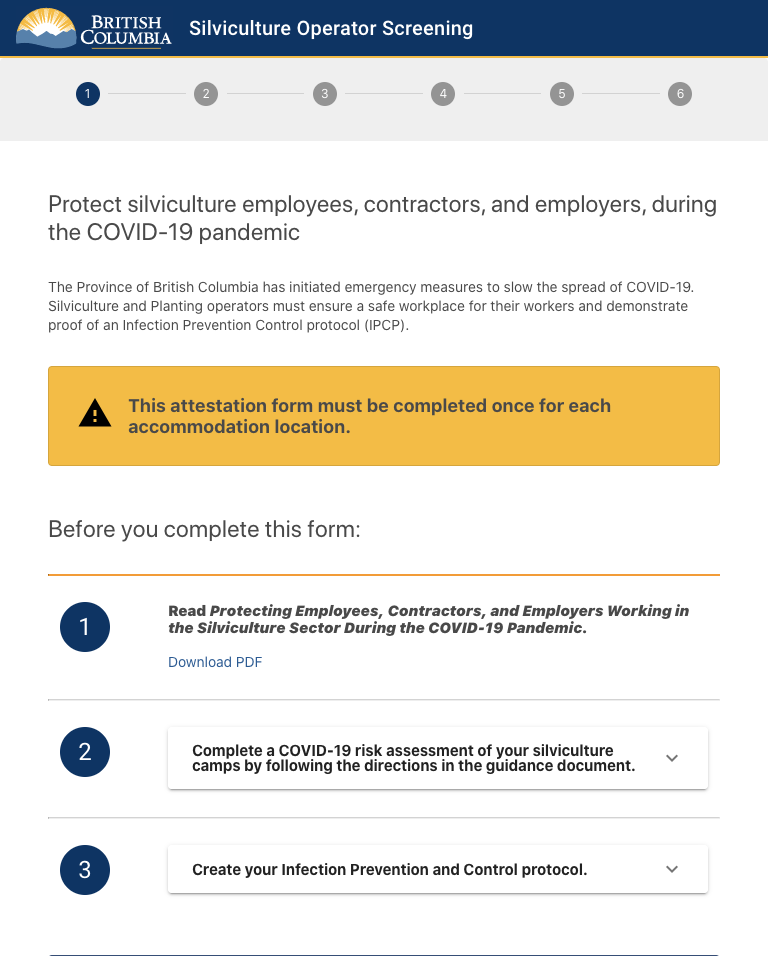 British
Columbia
Silviculture Operator Screening
1 2 3 4 5 6
Protect silviculture employees, contractors, and employers, during
the COVID-19 pandemic
The Province of British Columbia has initiated emergency measures to slow the spread of COVID-19.
Silviculture and Planting operators must ensure a safe workplace for their workers and demonstrate
proof of an Infection Prevention Control protocol (IPCP).
This attestation form must be completed once for each
accommodation location.
Before you complete this form:
1
Read Protecting Employees, Contractors, and Employers Working in
the Silviculture Sector During the COVID-19 Pandemic.
Download PDF
2
Complete a COVID-19 risk assessment of your silviculture
camps by following the directions in the guidance document.
3
Create your Infection Prevention and Control protocol.